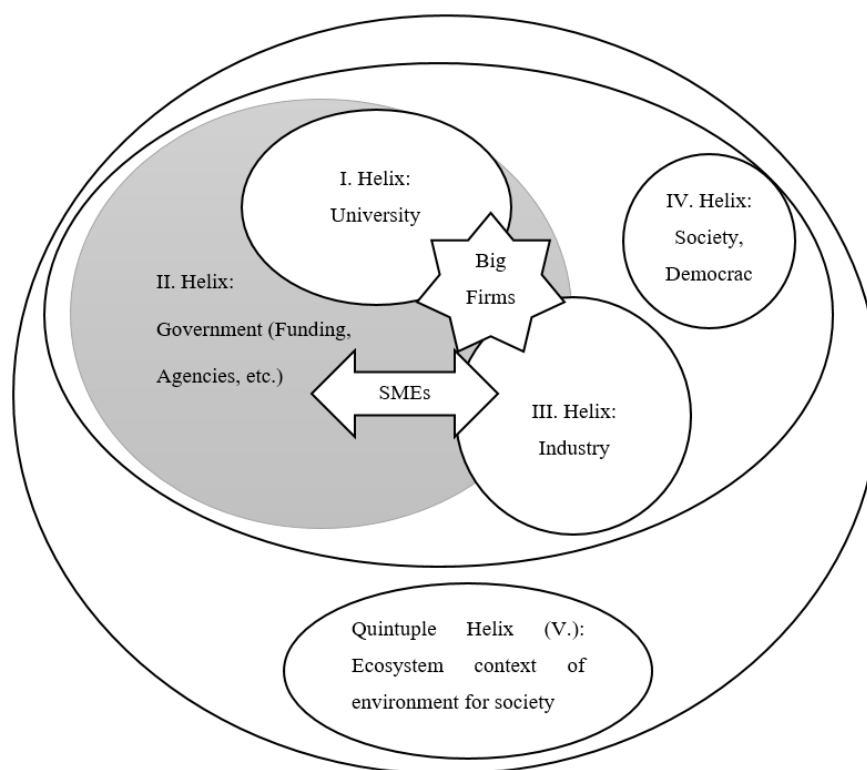 I. Helix:
University
IV. Helix:
Society,
Democrac
Big
Firms
II. Helix:
Government (Funding,
Agencies, etc.)
SMEs
III. Helix:
Industry
Quintuple Helix (V.):
Ecosystem context of
environment for society